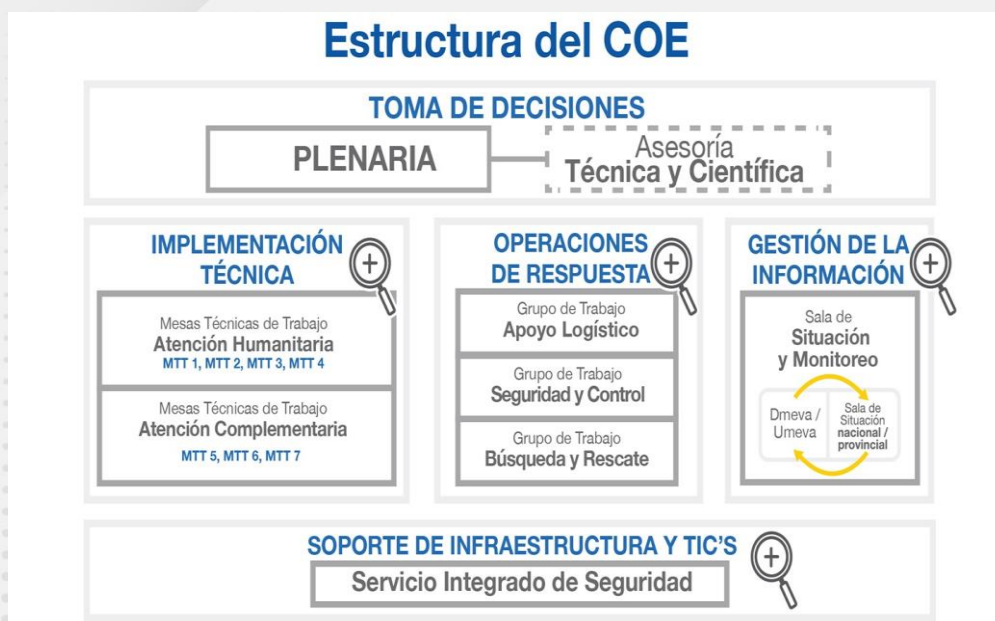 Estructura del COE
TOMA DE DECISIONES
PLENARIA
Asesoría
Técnica y Científica
IMPLEMENTACIÓN
TÉCNICA
Mesas Técnicas de Trabajo
Atención Humanitaria
MTT 1, MTT 2, MTT 3, MTT 4
Mesas Técnicas de Trabajo
Atención Complementaria
MTT 5, MTT 6, MTT 7
OPERACIONES
DE RESPUESTA
Grupo de Trabajo
Apoyo Logístico
Grupo de Trabajo
Seguridad y Control
Grupo de Trabajo
Búsqueda y Rescate
GESTIÓN DE LA
INFORMACIÓN
Sala de
Situación
y Monitoreo
Dmeva /
Umeva
Sala de
Situación
nacional /
provincial
SOPORTE DE INFRAESTRUCTURA Y TIC'S
Servicio Integrado de Seguridad